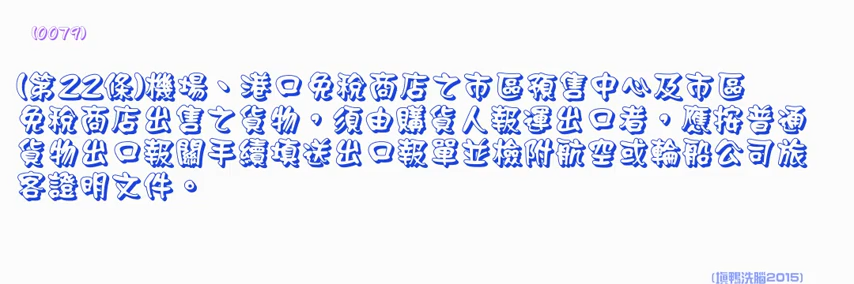 (0079)
(第22條)機場、港口免稅商店之市區預售中心及市區
免稅商店出售之貨物，須由購貨人報運出口者，應按普通
貨物出口報關手續填送出口報單並檢附航空或輪船公司旅
客證明文件。
(填鴨洗腦2015)